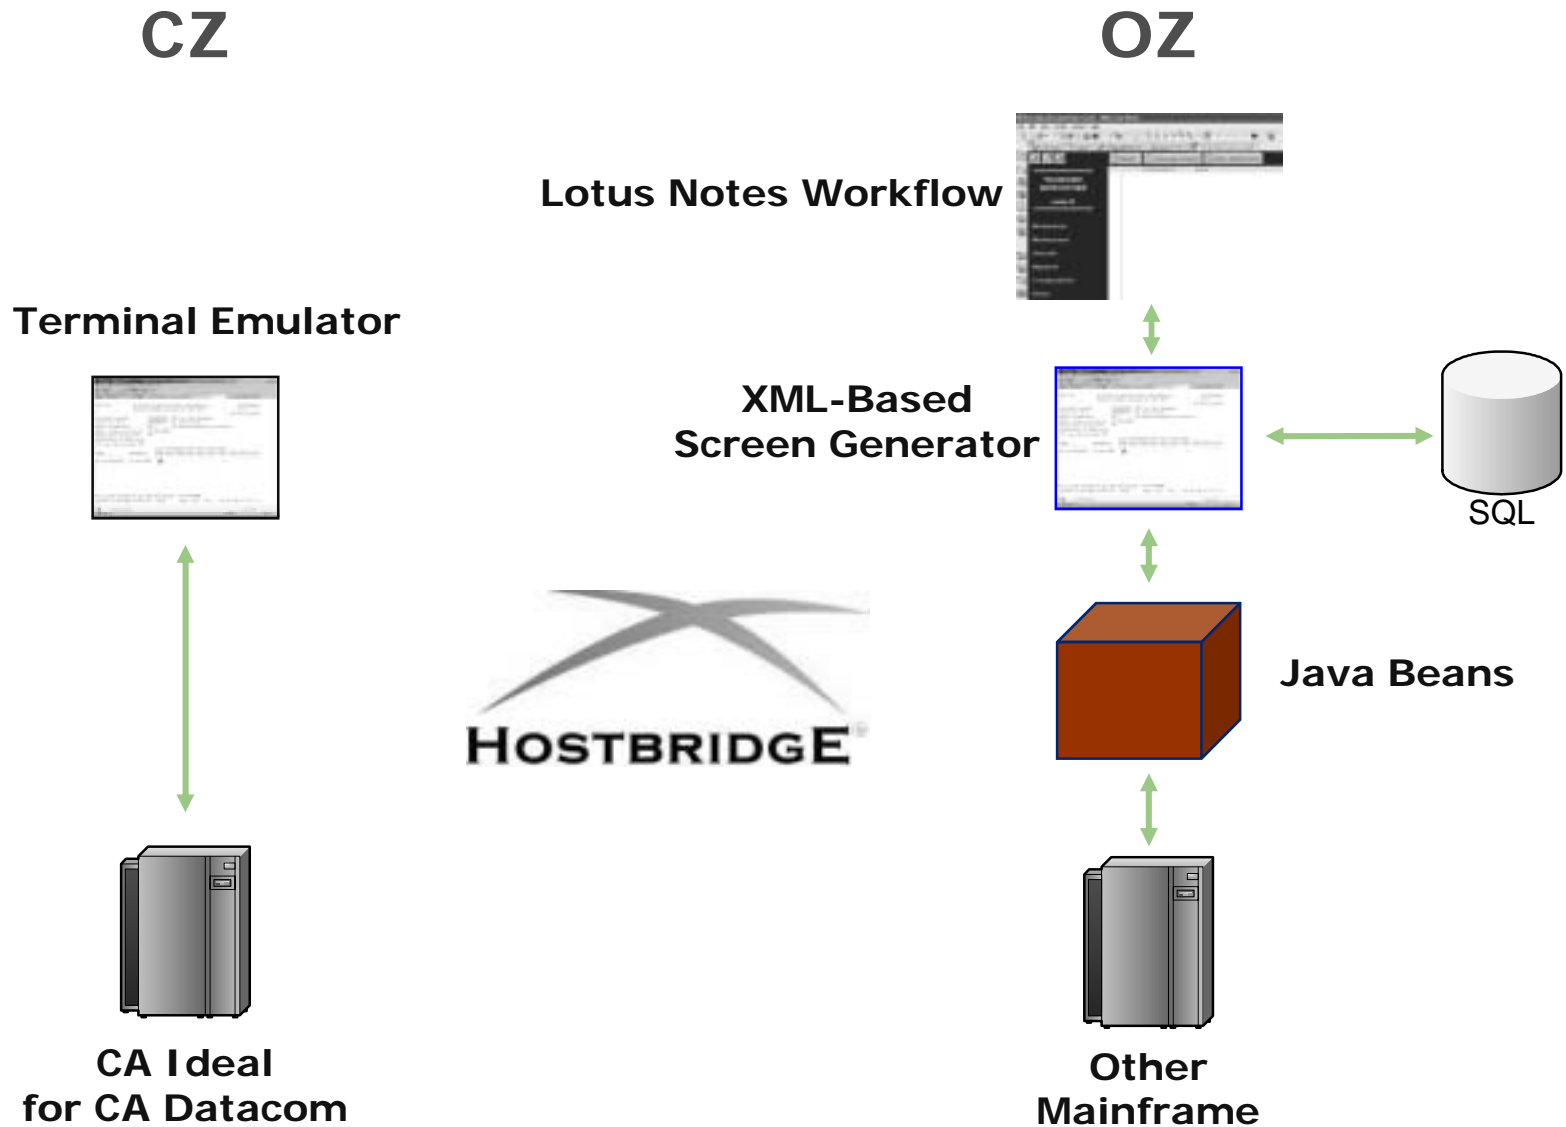 CZ
OZ
Lotus Notes Workflow
Terminal Emulator
XML-Based
Screen Generator
SQL
HOSTBRIDGE®
Java Beans
CA Ideal
for CA Datacom
Other
Mainframe